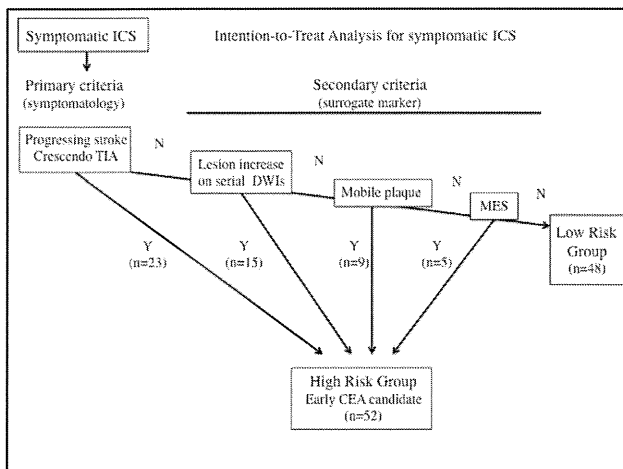 Symptomatic ICS
Intention-to-Treat Analysis for symptomatic ICS
Primary criteria
(symptomatology)
Secondary criteria
(surrogate marker)
Progressing stroke
Crescendo TIA
N
Lesion increase
on serial DWIs
N
Mobile plaque
N
MES
N
Low Risk
Group
(n=48)
Y
(n=23)
Y
(n=15)
Y
(n=9)
Y
(n=5)
High Risk Group
Early CEA candidate
(n=52)